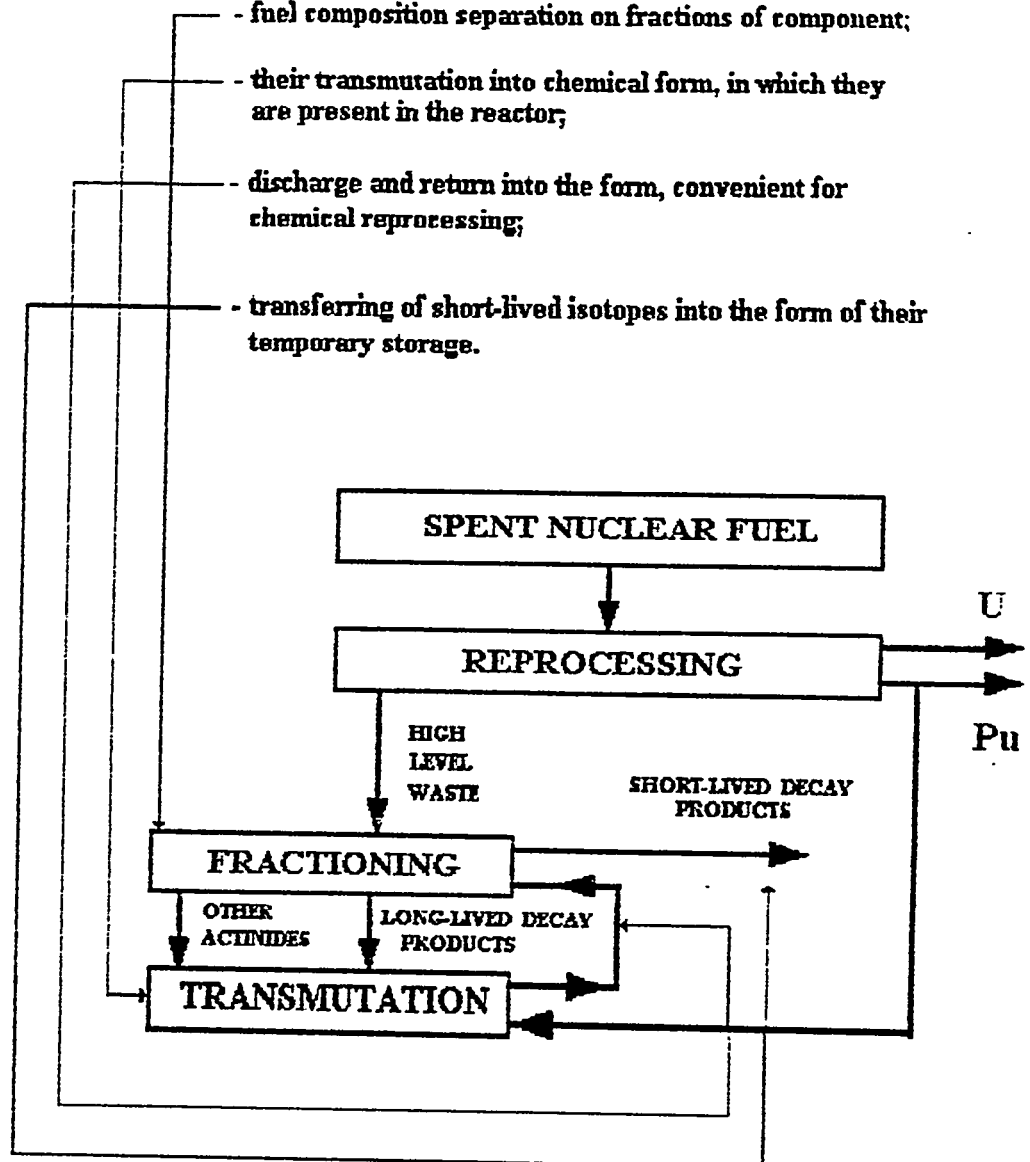 - fuel composition separation on fractions of component;
- their transmutation into chemical form, in which they
are present in the reactor;
- discharge and return into the form, convenient for
chemical reprocessing;
- transferring of short-lived isotopes into the form of their
temporary storage.
SPENT NUCLEAR FUEL
U
REPROCESSING
Pu
HIGH
LEVEL
WASTE
SHORT-LIVED DECAY
PRODUCTS
FRACTIONING
OTHER
ACTINIDES
LONG-LIVED DECAY
PRODUCTS
TRANSMUTATION